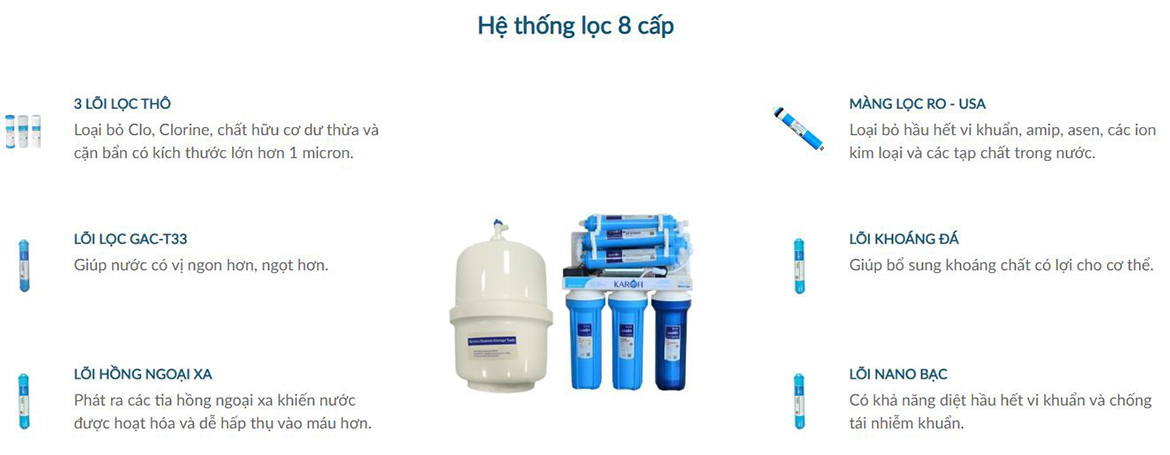 Hệ thống lọc 8 cấp
3 LÕI LỌC THÔ
Loại bỏ Clo, Clorine, chất hữu cơ dư thừa và
cặn bẩn có kích thước lớn hơn 1 micron.
LÕI LỌC GAC-T33
Giúp nước có vị ngon hơn, ngọt hơn.
LÕI HỒNG NGOẠI XA
Phát ra các tia hồng ngoại xa khiến nước
được hoạt hóa và dễ hấp thụ vào máu hơn.
KAROFI
MÀNG LỌC RO - USA
Loại bỏ hầu hết vi khuẩn, amip, asen, các ion
kim loại và các tạp chất trong nước.
LÕI KHOÁNG ĐÁ
Giúp bổ sung khoáng chất có lợi cho cơ thể.
LÕI NANO BẠC
Có khả năng diệt hầu hết vi khuẩn và chống
tái nhiễm khuẩn.